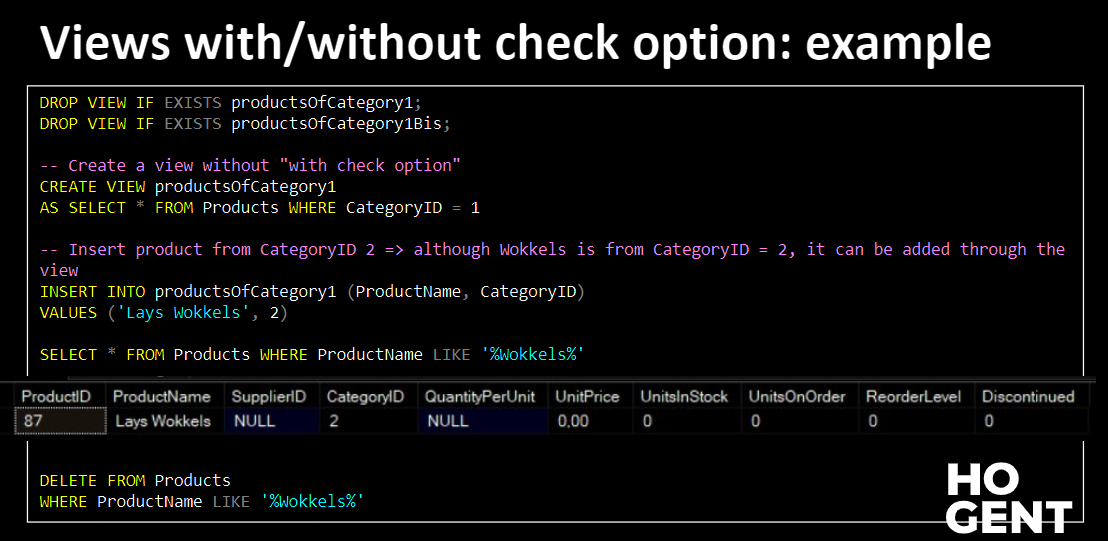 Views with/without check option: example
DROP VIEW IF EXISTS productsOfCategory1;
DROP VIEW IF EXISTS productsOfCategory1Bis;
-- Create a view without "with check option"
CREATE VIEW productsOfCategory1
AS SELECT * FROM Products WHERE CategoryID = 1
-- Insert product from CategoryID 2 => although Wokkels is from CategoryID = 2, it can be added through the
view
INSERT INTO productsOfCategory1 (ProductName, CategoryID)
VALUES ('Lays Wokkels', 2)
SELECT * FROM Products WHERE ProductName LIKE '%Wokkels%'
ProductID ProductName SupplierID CategoryID QuantityPerUnit UnitPrice UnitsInStock UnitsOnOrder ReorderLevel Discontinued
87 Lays Wokkels NULL 2 NULL 0,00 0 0 0 0
DELETE FROM Products
WHERE ProductName LIKE '%Wokkels%'
HO
GENT